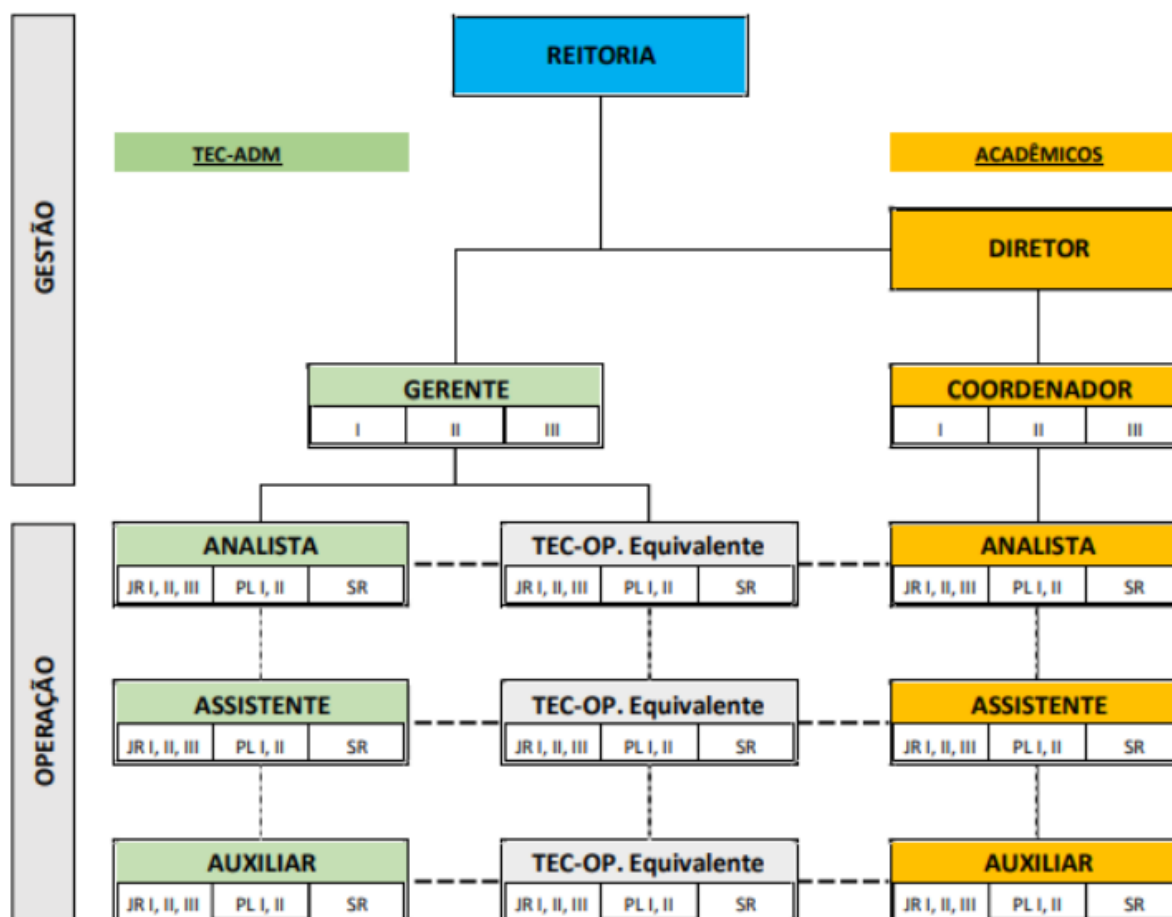 REITORIA
TEC-ADM
ACADÊMICOS
GESTÃO
DIRETOR
GERENTE
I II III
COORDENADOR
I II III
OPERAÇÃO
ANALISTA
JR I, II, III PL I, II SR
TEC-OP. Equivalente
JR I, II, III PL I, II SR
ANALISTA
JR I, II, III PL I, II SR
ASSISTENTE
JR I, II, III PL I, II SR
TEC-OP. Equivalente
JR I, II, III PL I, II SR
ASSISTENTE
JR I, II, III PL I, II SR
AUXILIAR
JR I, II, III PL I, II SR
TEC-OP. Equivalente
JR I, II, III PL I, II SR
AUXILIAR
JR I, II, III PL I, II SR